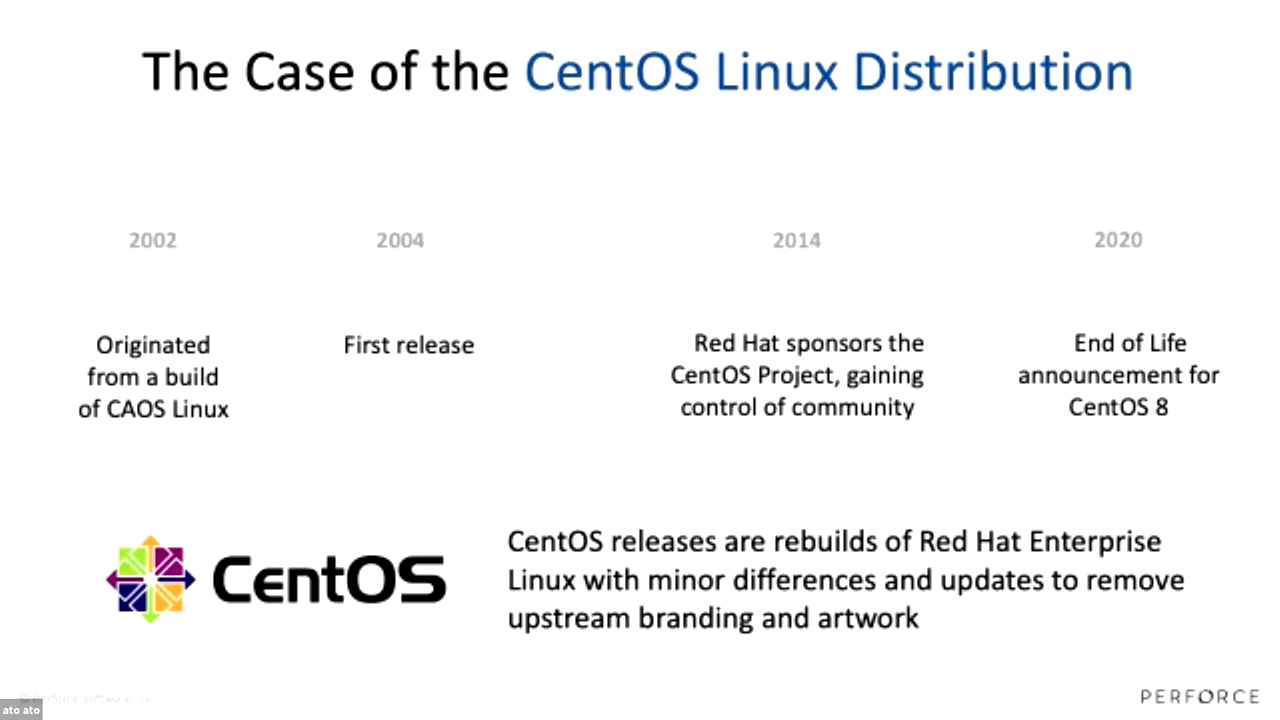 The Case of the CentOS Linux Distribution
2002
2004
2014
2020
Originated
from a build
of CAOS Linux
First release
Red Hat sponsors the
CentOS Project, gaining
control of community
End of Life
announcement for
CentOS 8
CentOS
CentOS releases are rebuilds of Red Hat Enterprise
Linux with minor differences and updates to remove
upstream branding and artwork
ato ato
PERFORCE